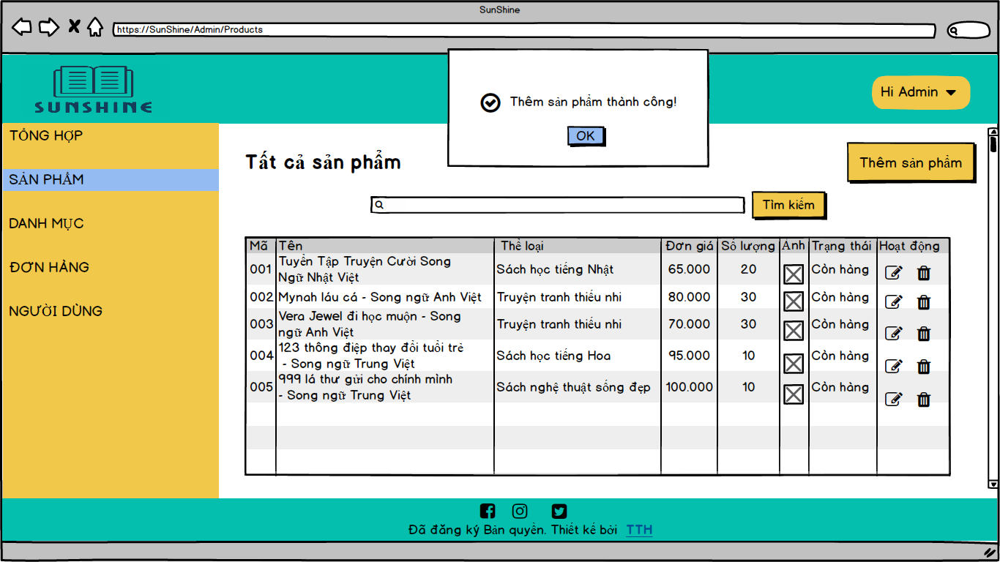 SunShine
https://SunShine/Admin/Products
SUNSHINE
Thêm sản phẩm thành công!
OK
Hi Admin
TỔNG HỢP
SẢN PHẨM
DANH MỤC
ĐƠN HÀNG
NGƯỜI DÙNG
Tất cả sản phẩm
Thêm sản phẩm
Tìm kiếm
Mã Tên Thể loại Đơn giá Số lượng Ảnh Trạng thái Hoạt động
001 Tuyển Tập Truyện Cười Song
Ngữ Nhật Việt Sách học tiếng Nhật 65.000 20 Còn hàng
002 Mynah láu cá - Song ngữ Anh Việt Truyện tranh thiếu nhi 80.000 30 Còn hàng
003 Vera Jewel đi học muộn - Song
ngữ Anh Việt Truyện tranh thiếu nhi 70.000 30 Còn hàng
004 123 thông điệp thay đổi tuổi trẻ
- Song ngữ Trung Việt Sách học tiếng Hoa 95.000 10 Còn hàng
005 999 lá thư gửi cho chính mình
- Song ngữ Trung Việt Sách nghệ thuật sống đẹp 100.000 10 Còn hàng
Đã đăng ký Bản quyền. Thiết kế bởi TTH